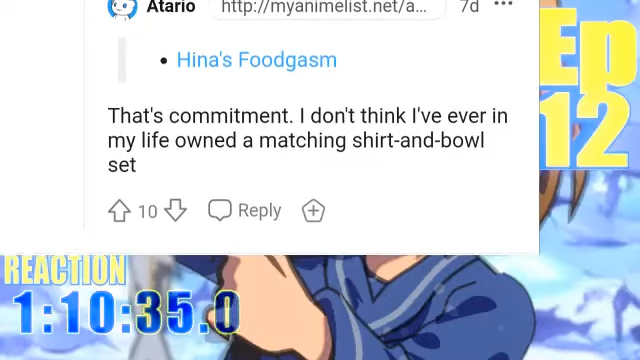 Atario http://myanimelist.net/a... 7d ...
Ep
12
• Hina's Foodgasm
That's commitment. I don't think I've ever in
my life owned a matching shirt-and-bowl
set
10 Reply
REACTION
1:10:35.0